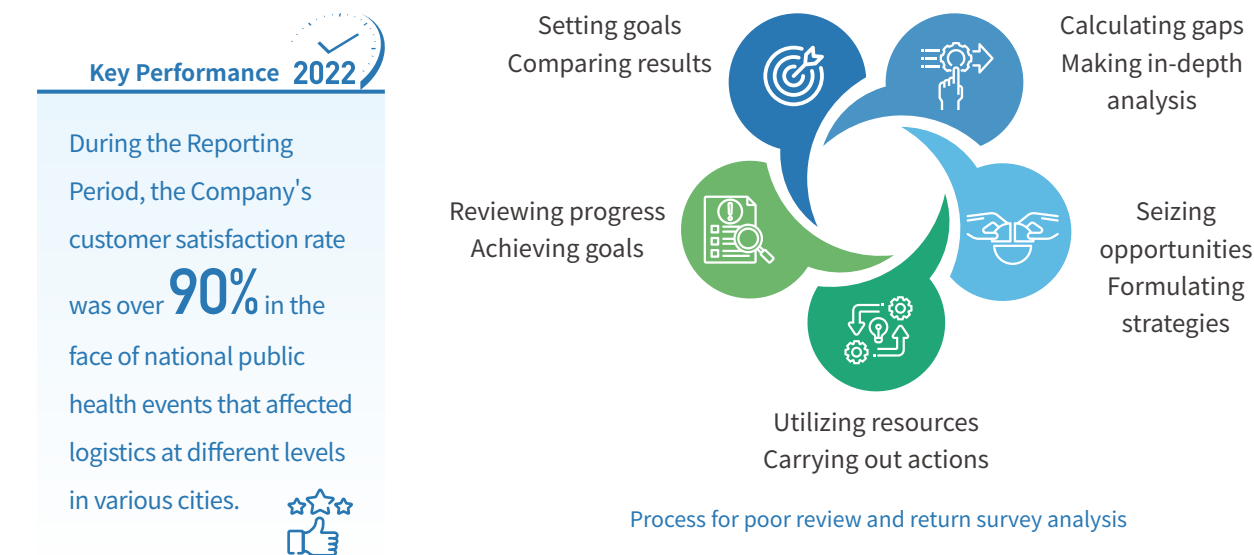 Key Performance 2022
During the Reporting
Period, the Company's
customer satisfaction rate
was over 90% in the
face of national public
health events that affected
logistics at different levels
in various cities.
Setting goals
Comparing results
Calculating gaps
Making in-depth
analysis
Seizing
opportunities
Formulating
strategies
Utilizing resources
Carrying out actions
Reviewing progress
Achieving goals
Process for poor review and return survey analysis